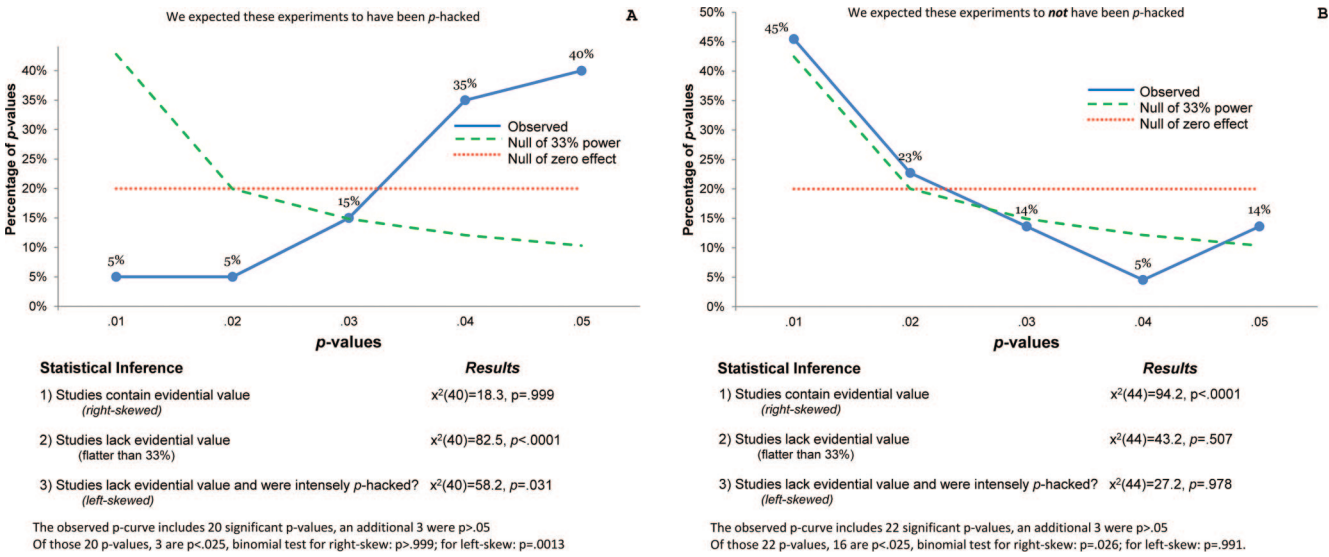 We expected these experiments to have been p-hacked
A
Percentage of p-values
40%
35%
30%
25%
20%
15%
10%
5%
0%
5%
5%
15%
35%
40%
Observed
Null of 33% power
Null of zero effect
.01 .02 .03 .04 .05
p-values
Statistical Inference Results
1) Studies contain evidential value x²(40)=18.3, p=.999
(right-skewed)
2) Studies lack evidential value x²(40)=82.5, p<.0001
(flatter than 33%)
3) Studies lack evidential value and were intensely p-hacked? x²(40)=58.2, p=.031
(left-skewed)
The observed p-curve includes 20 significant p-values, an additional 3 were p>.05
Of those 20 p-values, 3 are p<.025, binomial test for right-skew: p>.999; for left-skew: p=.0013
We expected these experiments to not have been p-hacked
B
Percentage of p-values
50%
45%
40%
35%
30%
25%
20%
15%
10%
5%
0%
45%
23%
14%
5%
14%
Observed
Null of 33% power
Null of zero effect
.01 .02 .03 .04 .05
p-values
Statistical Inference Results
1) Studies contain evidential value x²(44)=94.2, p<.0001
(right-skewed)
2) Studies lack evidential value x²(44)=43.2, p=.507
(flatter than 33%)
3) Studies lack evidential value and were intensely p-hacked? x²(44)=27.2, p=.978
(left-skewed)
The observed p-curve includes 22 significant p-values, an additional 3 were p>.05
Of those 22 p-values, 16 are p<.025, binomial test for right-skew: p=.026; for left-skew: p=.991.